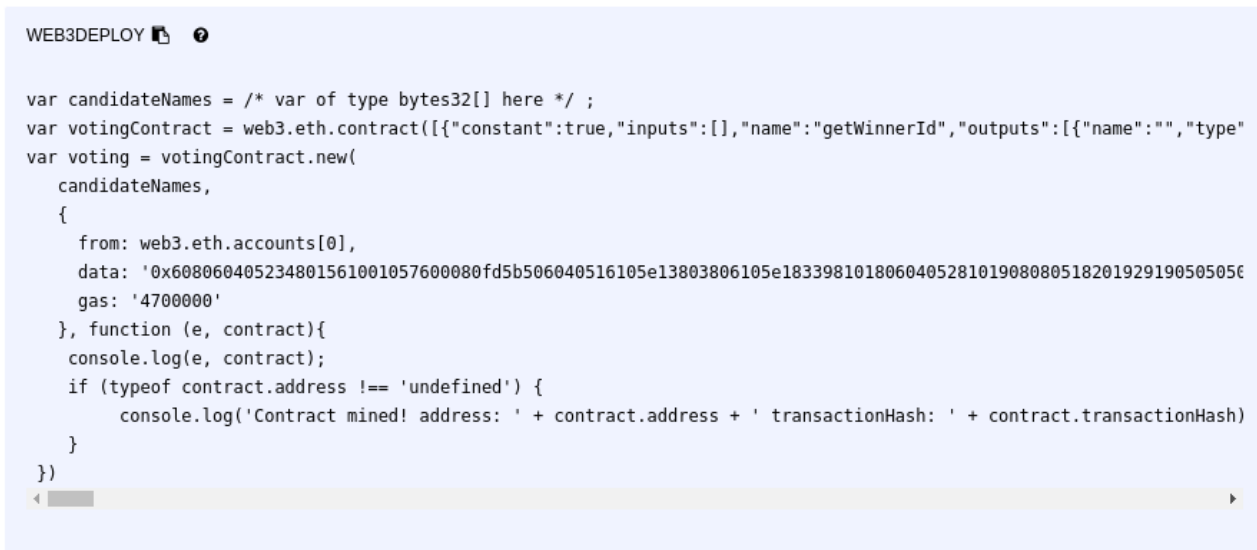 WEB3DEPLOY
var candidateNames = /* var of type bytes32[] here */ ;
var votingContract = web3.eth.contract([{"constant":true,"inputs":[],"name":"getWinnerId","outputs":[{"name":"","type"
var voting = votingContract.new(
   candidateNames,
   {
     from: web3.eth.accounts[0],
     data: '0x608060405234801561001057600080fd5b506040516105e13803806105e1833981018060405281019080805182019291905050
     gas: '4700000'
   }, function (e, contract){
    console.log(e, contract);
    if (typeof contract.address !== 'undefined') {
         console.log('Contract mined! address: ' + contract.address + ' transactionHash: ' + contract.transactionHash)
    }
 })